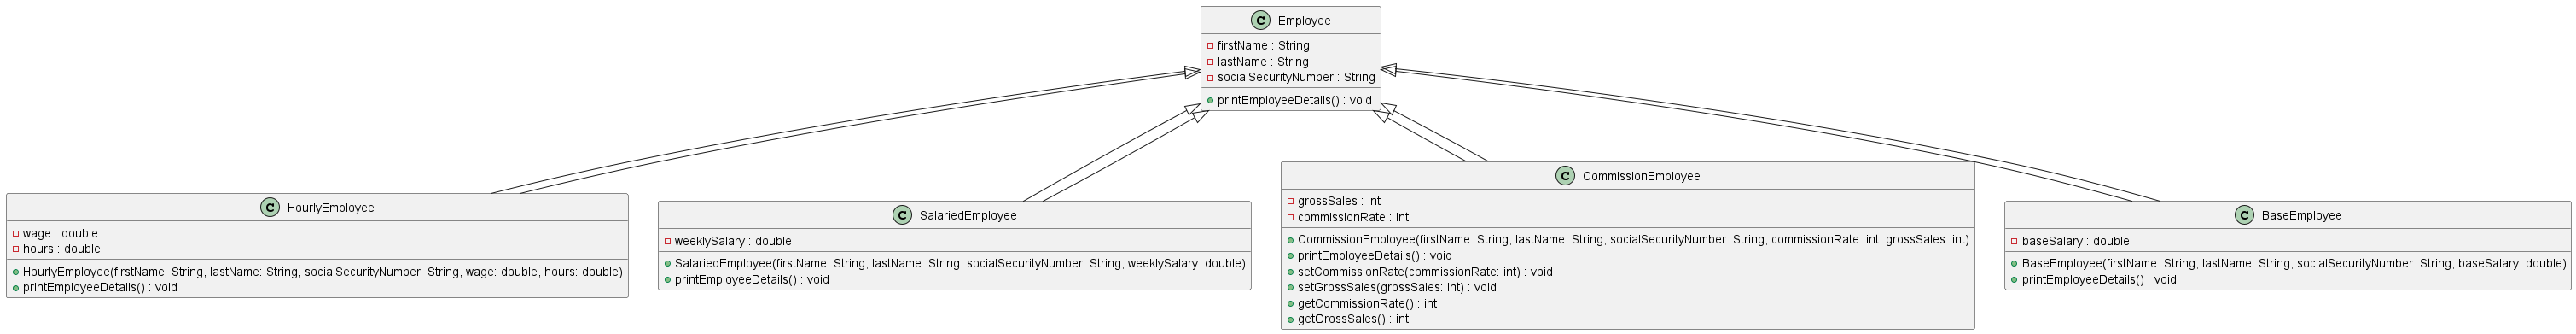 C Employee
firstName : String
lastName : String
socialSecurityNumber : String
printEmployeeDetails() : void
C HourlyEmployee
wage : double
hours : double
HourlyEmployee(firstName: String, lastName: String, socialSecurityNumber: String, wage: double, hours: double)
printEmployeeDetails() : void
C SalariedEmployee
weeklySalary : double
SalariedEmployee(firstName: String, lastName: String, socialSecurityNumber: String, weeklySalary: double)
printEmployeeDetails() : void
C CommissionEmployee
grossSales : int
commissionRate : int
CommissionEmployee(firstName: String, lastName: String, socialSecurityNumber: String, commissionRate: int, grossSales: int)
printEmployeeDetails() : void
setCommissionRate(commissionRate: int) : void
setGrossSales(grossSales: int) : void
getCommissionRate() : int
getGrossSales() : int
C BaseEmployee
baseSalary : double
BaseEmployee(firstName: String, lastName: String, socialSecurityNumber: String, baseSalary: double)
printEmployeeDetails() : void